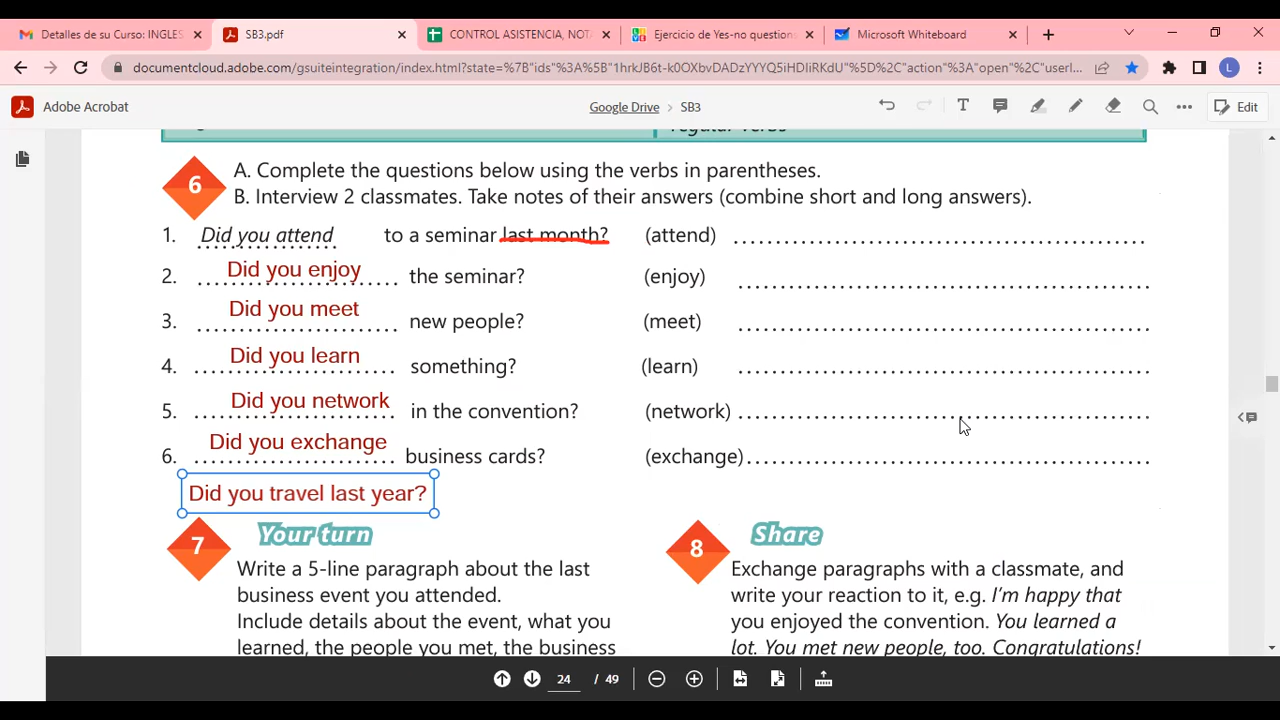 Detalles de su Curso: INGLES
SB3.pdf
CONTROL ASISTENCIA, NOTA
Ejercicio de Yes-no questions
Microsoft Whiteboard
documentcloud.adobe.com/gsuiteintegration/index.html?state=%7B"ids"%3A%5B"1hrkJB6t-k0OXbvDADzYYYQ5iHDIiRKdU"%5D%2C"action"%3A"open"%2C"userI...
L
Adobe Acrobat
Google Drive
SB3
Edit
regular verbs
6
A. Complete the questions below using the verbs in parentheses.
B. Interview 2 classmates. Take notes of their answers (combine short and long answers).
1. Did you attend to a seminar last month? (attend)
2. Did you enjoy the seminar? (enjoy)
3. Did you meet new people? (meet)
4. Did you learn something? (learn)
5. Did you network in the convention? (network)
6. Did you exchange business cards? (exchange)
Did you travel last year?
7 Your turn
Write a 5-line paragraph about the last
business event you attended.
Include details about the event, what you
learned, the people you met, the business
8 Share
Exchange paragraphs with a classmate, and
write your reaction to it, e.g. I'm happy that
you enjoyed the convention. You learned a
lot. You met new people, too. Congratulations!
24 / 49